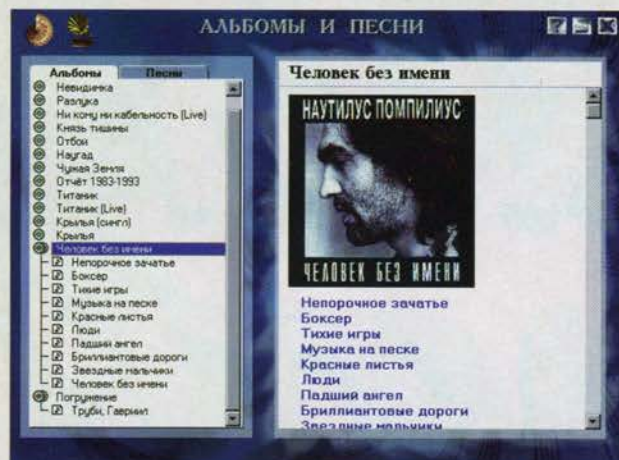 АЛЬБОМЫ И ПЕСНИ
Альбомы
Песни
Невидимка
Разлука
Ни кому ни кабельность (Live)
Князь тишины
Отбой
Наугад
Чужая Земля
Отчёт 1983-1993
Титаник
Титаник (Live)
Крылья (сингл)
Крылья
Человек без имени
Непорочное зачатье
Боксер
Тихие игры
Музыка на песке
Красные листья
Люди
Падший ангел
Бриллиантовые дороги
Звездные мальчики
Человек без имени
Погружение
Труби, Гавриил
Человек без имени
НАУТИЛУС ПОМПИЛИУС
ЧЕЛОВЕК БЕЗ ИМЕНИ
Непорочное зачатье
Боксер
Тихие игры
Музыка на песке
Красные листья
Люди
Падший ангел
Бриллиантовые дороги
Звездные мальчики